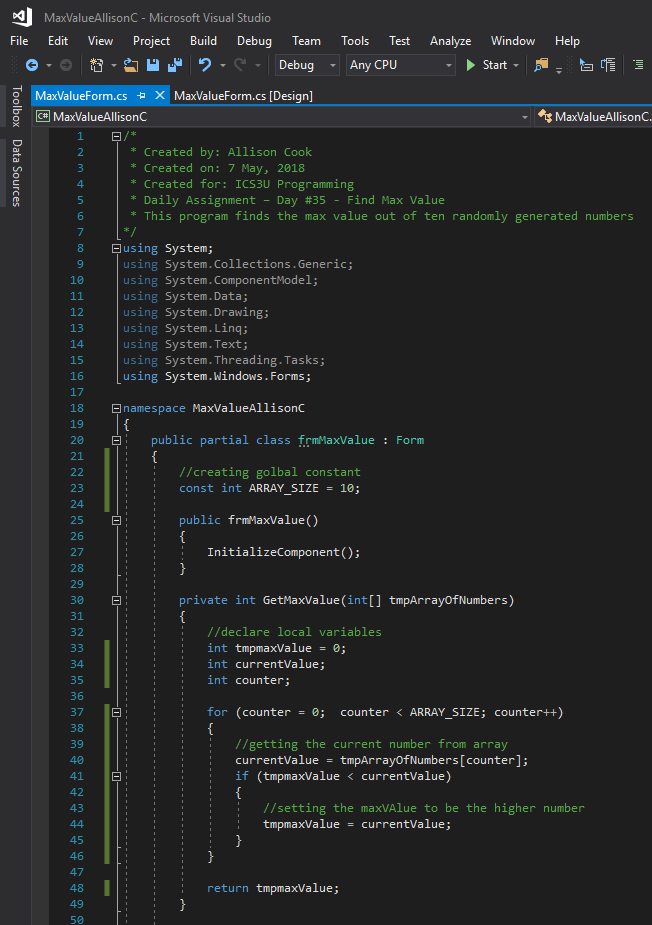 MaxValueAllisonC - Microsoft Visual Studio
File Edit View Project Build Debug Team Tools Test Analyze Window Help
Debug Any CPU Start
MaxValueForm.cs MaxValueForm.cs [Design]
Toolbox
Data Sources
C# MaxValueAllisonC MaxValueAllisonC.
1 /*
2 * Created by: Allison Cook
3 * Created on: 7 May, 2018
4 * Created for: ICS3U Programming
5 * Daily Assignment – Day #35 - Find Max Value
6 * This program finds the max value out of ten randomly generated numbers
7 */
8 using System;
9 using System.Collections.Generic;
10 using System.ComponentModel;
11 using System.Data;
12 using System.Drawing;
13 using System.Linq;
14 using System.Text;
15 using System.Threading.Tasks;
16 using System.Windows.Forms;
17
18 namespace MaxValueAllisonC
19 {
20 public partial class frmMaxValue : Form
21 {
22 //creating golbal constant
23 const int ARRAY_SIZE = 10;
24
25 public frmMaxValue()
26 {
27 InitializeComponent();
28 }
29
30 private int GetMaxValue(int[] tmpArrayOfNumbers)
31 {
32 //declare local variables
33 int tmpmaxValue = 0;
34 int currentValue;
35 int counter;
36
37 for (counter = 0; counter < ARRAY_SIZE; counter++)
38 {
39 //getting the current number from array
40 currentValue = tmpArrayOfNumbers[counter];
41 if (tmpmaxValue < currentValue)
42 {
43 //setting the maxVAlue to be the higher number
44 tmpmaxValue = currentValue;
45 }
46 }
47
48 return tmpmaxValue;
49 }
50